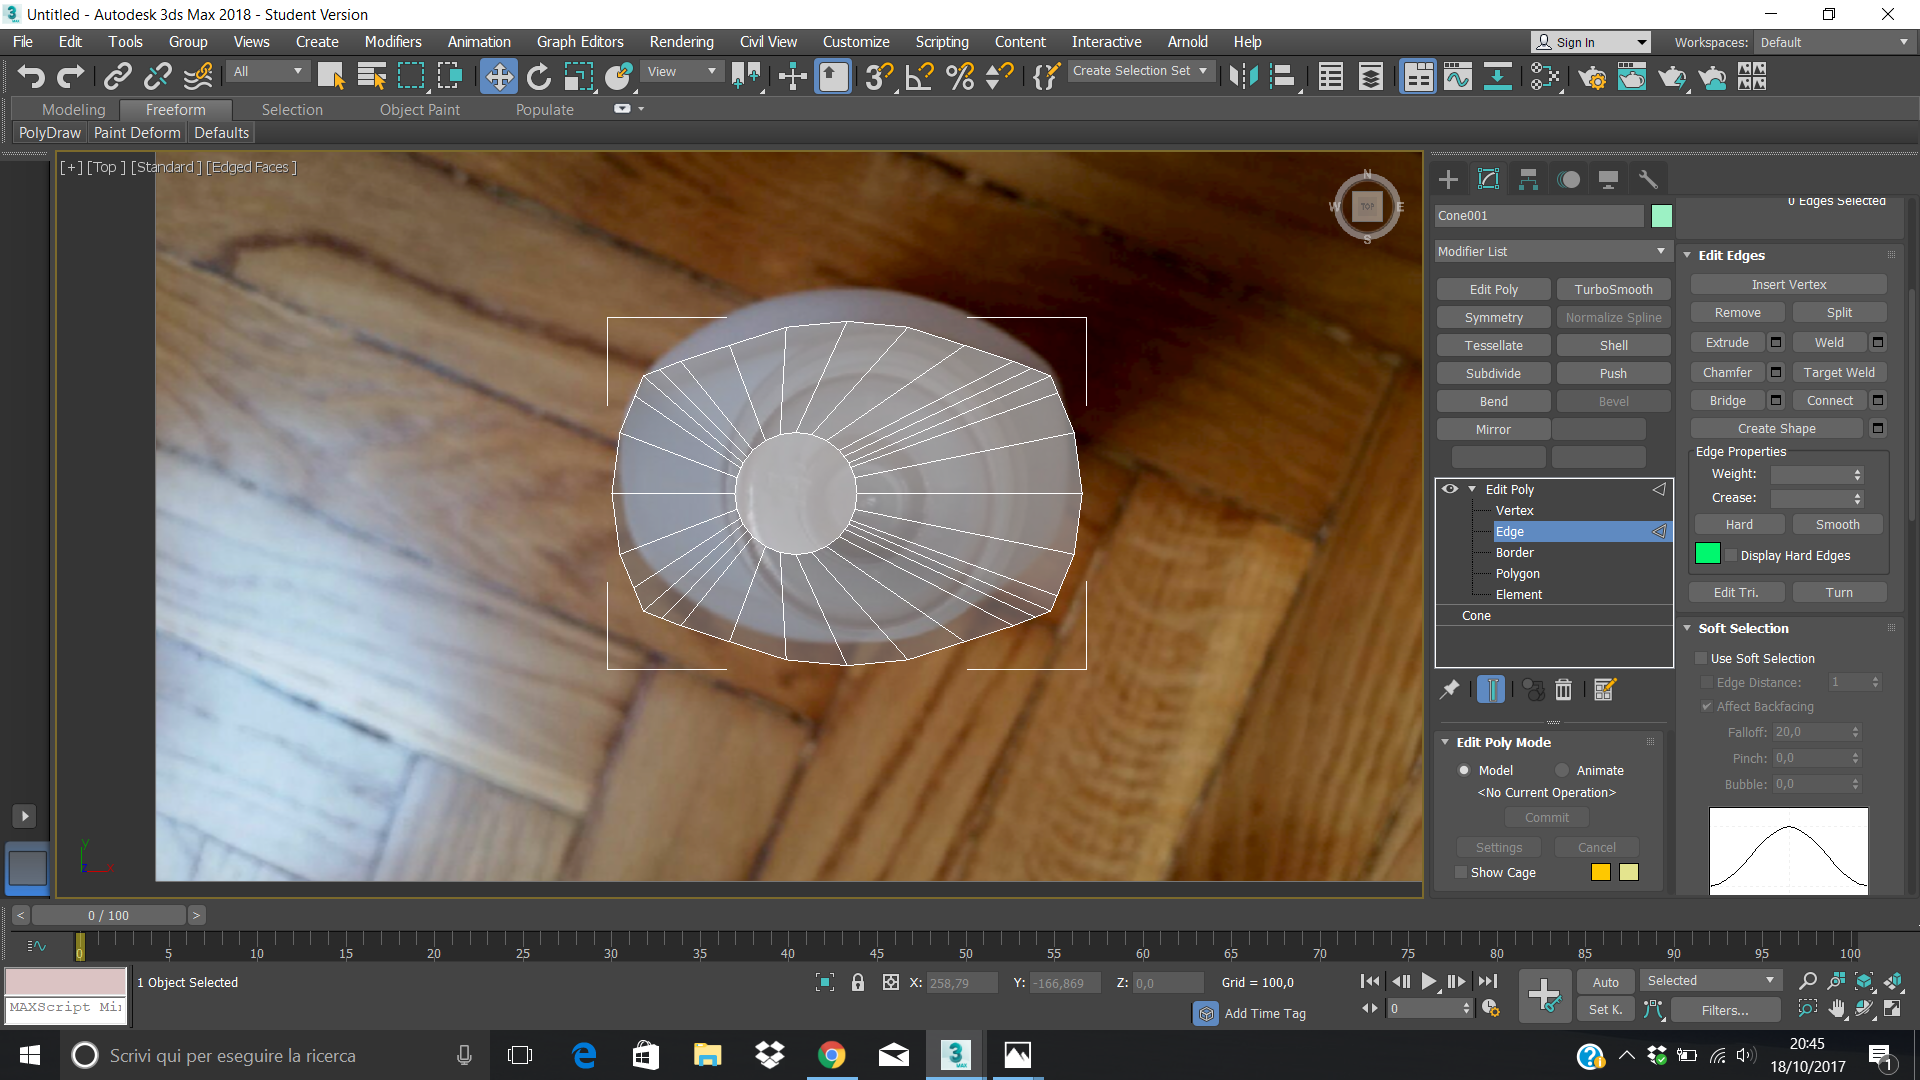 Untitled - Autodesk 3ds Max 2018 - Student Version
File Edit Tools Group Views Create Modifiers Animation Graph Editors Rendering Civil View Customize Scripting Content Interactive Arnold Help
Sign In
Workspaces: Default
All
View
Create Selection Set
Modeling Freeform Selection Object Paint Populate
PolyDraw Paint Deform Defaults
[+] [Top ] [Standard ] [Edged Faces ]
N
W TOP E
S
Cone001
Modifier List
Edit Poly TurboSmooth
Symmetry Normalize Spline
Tessellate Shell
Subdivide Push
Bend Bevel
Mirror
Edit Poly
Vertex
Edge
Border
Polygon
Element
Cone
Edit Poly Mode
Model Animate
<No Current Operation>
Commit
Settings Cancel
Show Cage
0 Edges Selected
Edit Edges
Insert Vertex
Remove Split
Extrude Weld
Chamfer Target Weld
Bridge Connect
Create Shape
Edge Properties
Weight:
Crease:
Hard Smooth
Display Hard Edges
Edit Tri. Turn
Soft Selection
Use Soft Selection
Edge Distance: 1
Affect Backfacing
Falloff: 20,0
Pinch: 0,0
Bubble: 0,0
y
z x
< 0 / 100 >
0 5 10 15 20 25 30 35 40 45 50 55 60 65 70 75 80 85 90 95 100
1 Object Selected
X: 258,79 Y: -166,869 Z: 0,0 Grid = 100,0
MAXScript Mi
Add Time Tag
0
Auto Selected
Set K. Filters...
Scrivi qui per eseguire la ricerca
3
MAX
20:45
18/10/2017
1